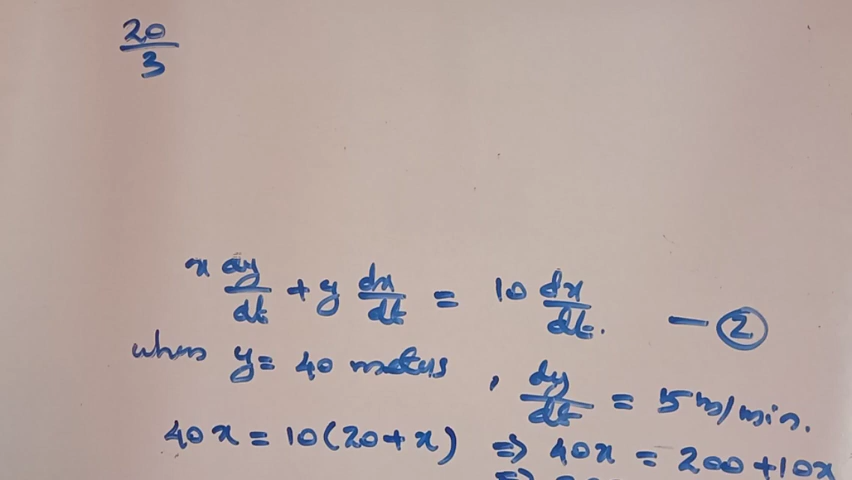 20/3
x dy/dt + y dx/dt = 10 dx/dt. — ②
when y = 40 metres, dy/dt = 5 m/min.
40x = 10(20+x) ⇒ 40x = 200 + 10x
⇒